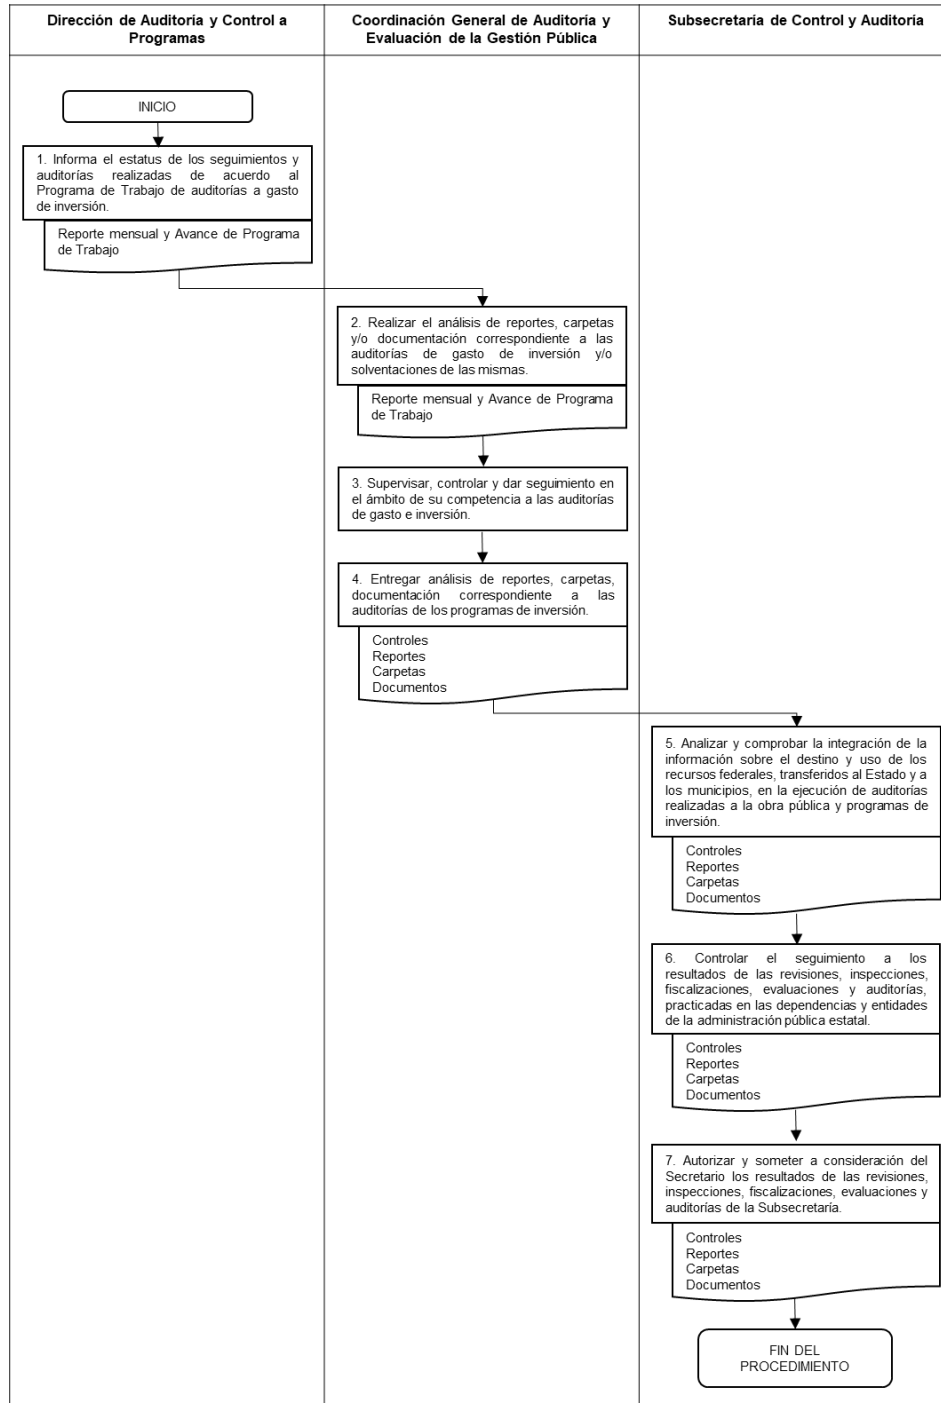 Dirección de Auditoría y Control a
Programas
Coordinación General de Auditoría y
Evaluación de la Gestión Pública
Subsecretaría de Control y Auditoría
INICIO
1. Informa el estatus de los seguimientos y
auditorías realizadas de acuerdo al
Programa de Trabajo de auditorías a gasto
de inversión.
Reporte mensual y Avance de Programa
de Trabajo
2. Realizar el análisis de reportes, carpetas
y/o documentación correspondiente a las
auditorías de gasto de inversión y/o
solventaciones de las mismas.
Reporte mensual y Avance de Programa
de Trabajo
3. Supervisar, controlar y dar seguimiento en
el ámbito de su competencia a las auditorías
de gasto e inversión.
4. Entregar análisis de reportes, carpetas,
documentación correspondiente a las
auditorías de los programas de inversión.
Controles
Reportes
Carpetas
Documentos
5. Analizar y comprobar la integración de la
información sobre el destino y uso de los
recursos federales, transferidos al Estado y a
los municipios, en la ejecución de auditorías
realizadas a la obra pública y programas de
inversión.
Controles
Reportes
Carpetas
Documentos
6. Controlar el seguimiento a los
resultados de las revisiones, inspecciones,
fiscalizaciones, evaluaciones y auditorías,
practicadas en las dependencias y entidades
de la administración pública estatal.
Controles
Reportes
Carpetas
Documentos
7. Autorizar y someter a consideración del
Secretario los resultados de las revisiones,
inspecciones, fiscalizaciones, evaluaciones y
auditorías de la Subsecretaría.
Controles
Reportes
Carpetas
Documentos
FIN DEL
PROCEDIMIENTO